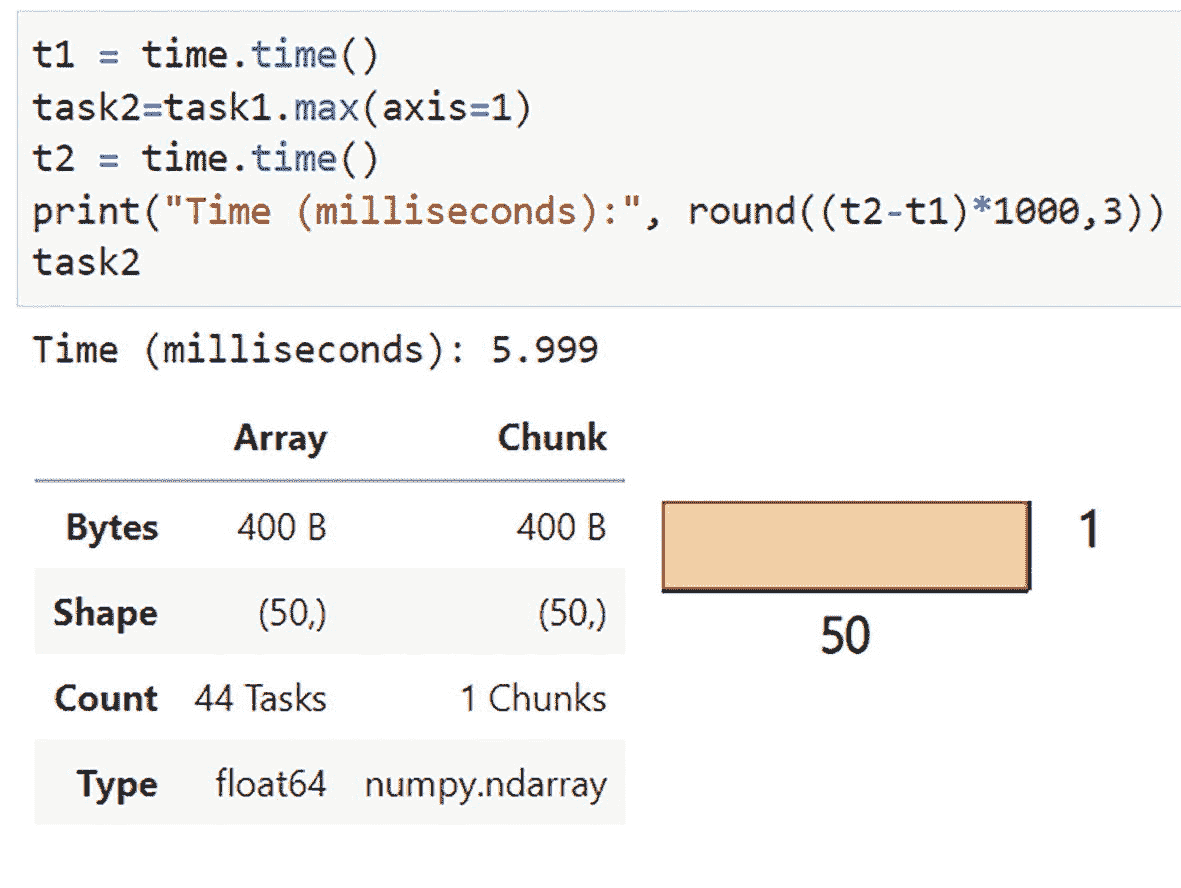 t1 = time.time()
task2=task1.max(axis=1)
t2 = time.time()
print("Time (milliseconds):", round((t2-t1)*1000,3))
task2
Time (milliseconds): 5.999
Array Chunk
Bytes 400 B 400 B
Shape (50,) (50,)
Count 44 Tasks 1 Chunks
Type float64 numpy.ndarray
1
50